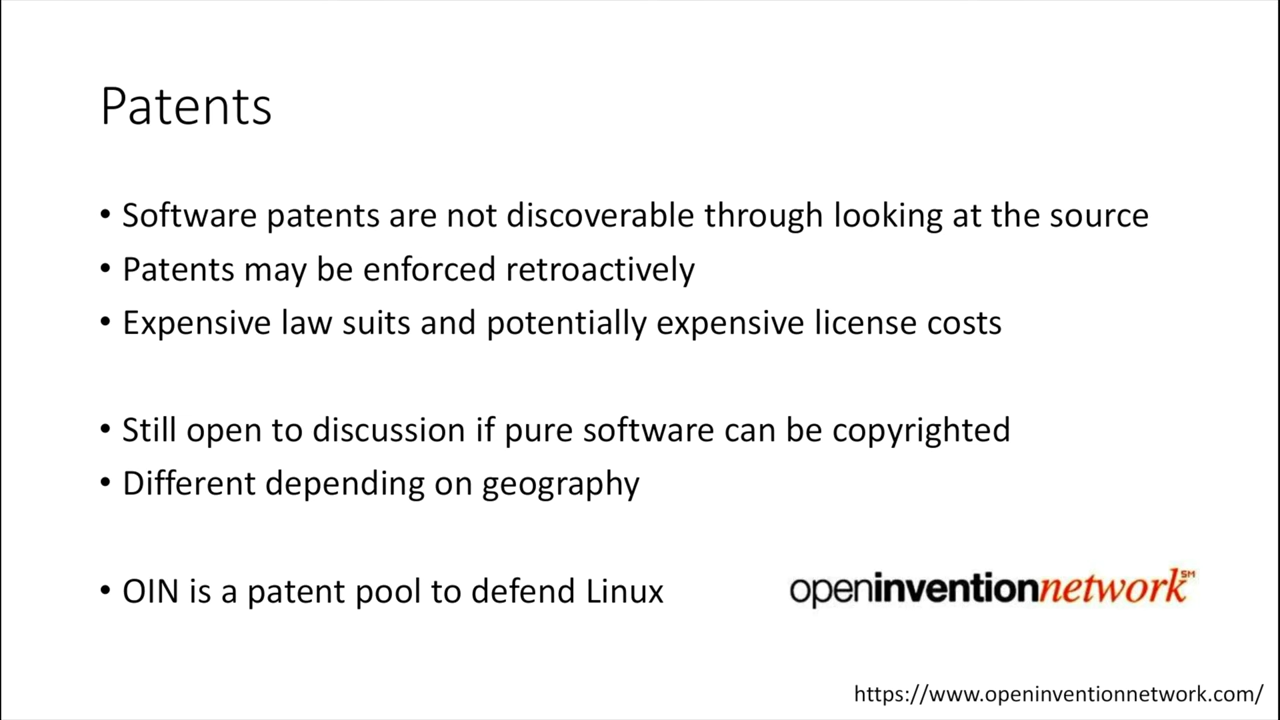 Patents
• Software patents are not discoverable through looking at the source
• Patents may be enforced retroactively
• Expensive law suits and potentially expensive license costs
• Still open to discussion if pure software can be copyrighted
• Different depending on geography
• OIN is a patent pool to defend Linux
openinventionnetwork℠
https://www.openinventionnetwork.com/